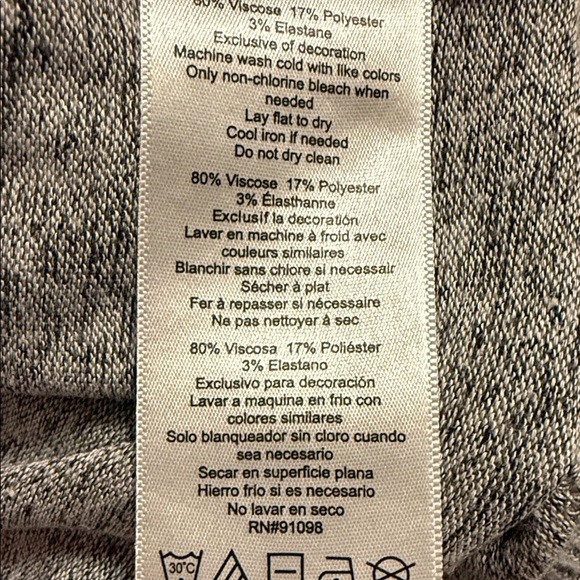 80% Viscose 17% Polyester
3% Elastane
Exclusive of decoration
Machine wash cold with like colors
Only non-chlorine bleach when
needed
Lay flat to dry
Cool iron if needed
Do not dry clean
80% Viscose 17% Polyester
3% Élasthanne
Exclusif la decoration
Laver en machine à froid avec
couleurs similaires
Blanchir sans chlore si necessair
Sécher à plat
Fer à repasser si nécessaire
Ne pas nettoyer à sec
80% Viscosa 17% Poliéster
3% Elastano
Exclusivo para decoración
Lavar a maquina en frio con
colores similares
Solo blanqueador sin cloro cuando
sea necesario
Secar en superficie plana
Hierro frio si es necesario
No lavar en seco
RN#91098
30°C